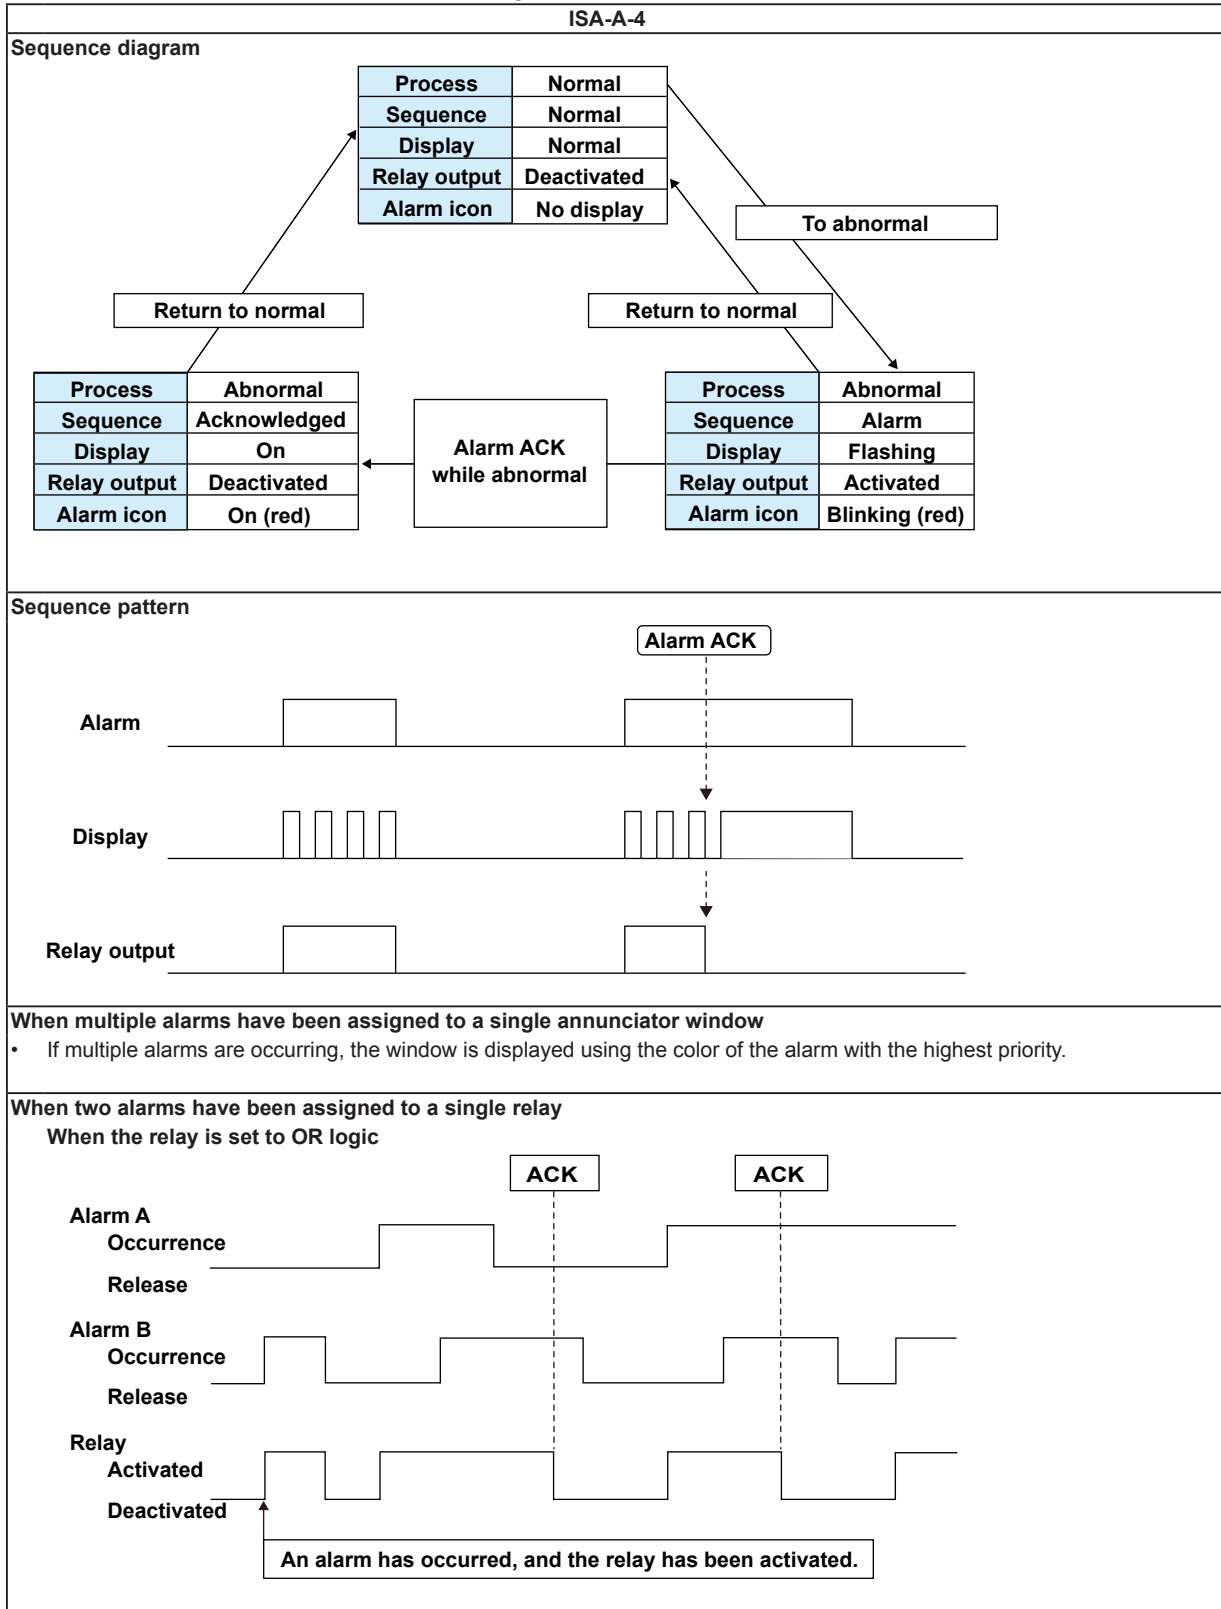 ISA-A-4
Sequence diagram
Process Normal
Sequence Normal
Display Normal
Relay output Deactivated
Alarm icon No display
To abnormal
Return to normal
Return to normal
Process Abnormal
Sequence Acknowledged
Display On
Relay output Deactivated
Alarm icon On (red)
Alarm ACK
while abnormal
Process Abnormal
Sequence Alarm
Display Flashing
Relay output Activated
Alarm icon Blinking (red)
Sequence pattern
Alarm ACK
Alarm
Display
Relay output
When multiple alarms have been assigned to a single annunciator window
• If multiple alarms are occurring, the window is displayed using the color of the alarm with the highest priority.
When two alarms have been assigned to a single relay
When the relay is set to OR logic
ACK
ACK
Alarm A
Occurrence
Release
Alarm B
Occurrence
Release
Relay
Activated
Deactivated
An alarm has occurred, and the relay has been activated.